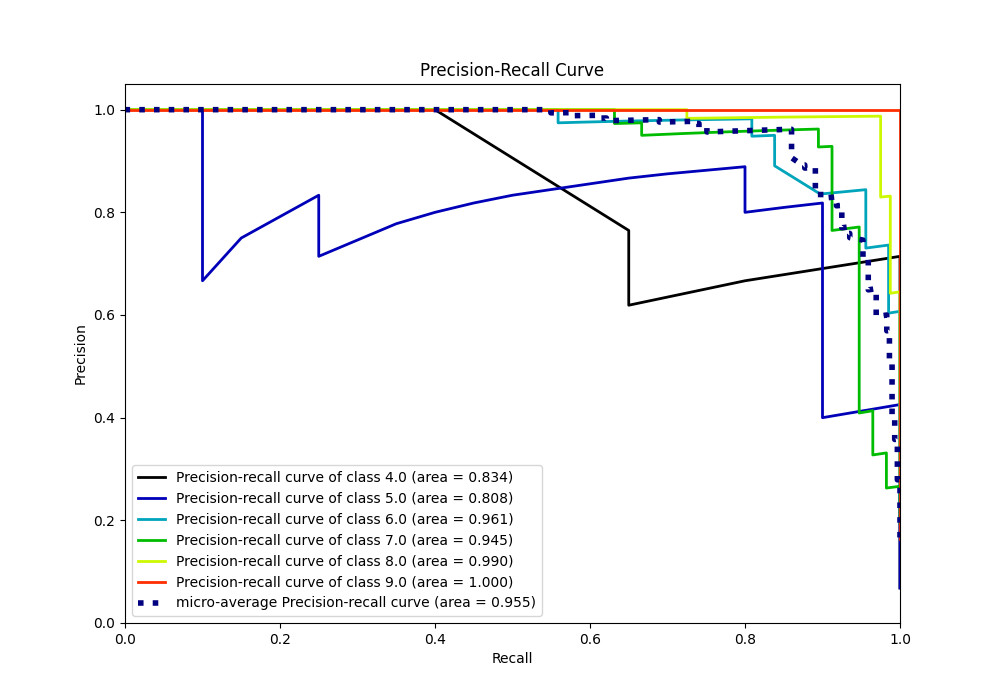 Precision-Recall Curve
1.0
0.8
0.6
0.4
0.2
0.0
Precision
Precision-recall curve of class 4.0 (area = 0.834)
Precision-recall curve of class 5.0 (area = 0.808)
Precision-recall curve of class 6.0 (area = 0.961)
Precision-recall curve of class 7.0 (area = 0.945)
Precision-recall curve of class 8.0 (area = 0.990)
Precision-recall curve of class 9.0 (area = 1.000)
micro-average Precision-recall curve (area = 0.955)
0.0 0.2 0.4 0.6 0.8 1.0
Recall